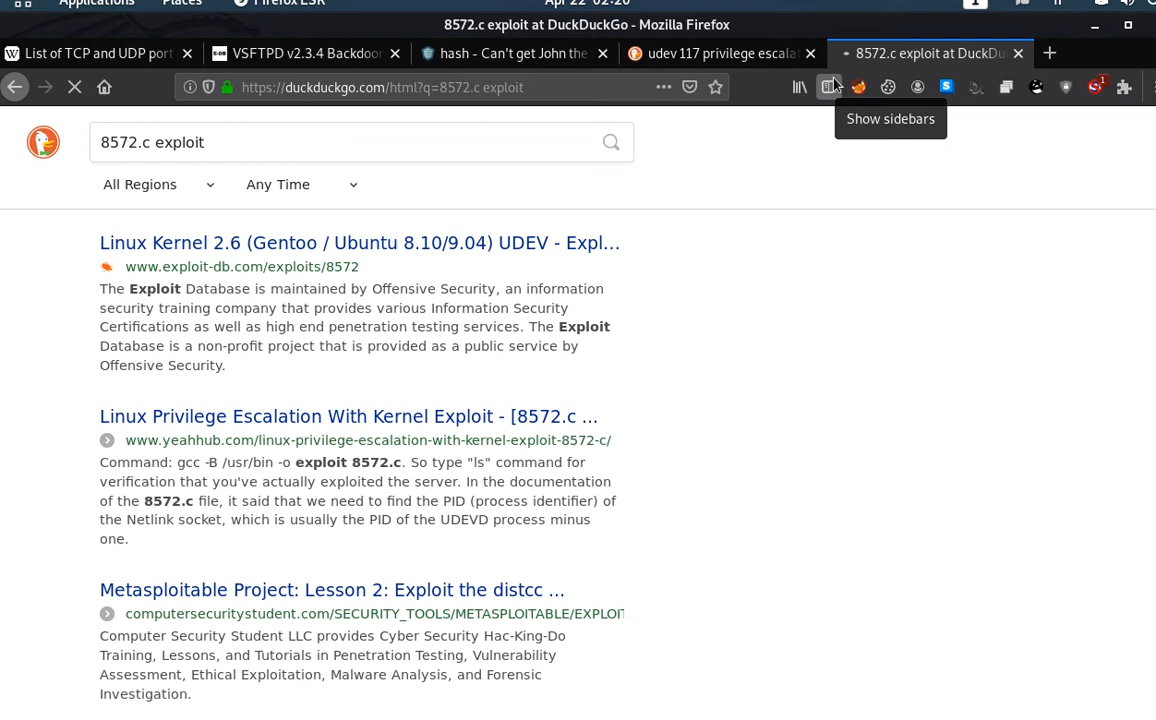 Applications Places Firefox ESR Apr 22 02:20 1
8572.c exploit at DuckDuckGo - Mozilla Firefox
List of TCP and UDP port VSFTPD v2.3.4 Backdoor hash - Can't get John the udev 117 privilege escalat 8572.c exploit at DuckDu
https://duckduckgo.com/html?q=8572.c exploit
1
Show sidebars
8572.c exploit
All Regions Any Time
Linux Kernel 2.6 (Gentoo / Ubuntu 8.10/9.04) UDEV - Expl...
www.exploit-db.com/exploits/8572
The Exploit Database is maintained by Offensive Security, an information
security training company that provides various Information Security
Certifications as well as high end penetration testing services. The Exploit
Database is a non-profit project that is provided as a public service by
Offensive Security.
Linux Privilege Escalation With Kernel Exploit - [8572.c ...
www.yeahhub.com/linux-privilege-escalation-with-kernel-exploit-8572-c/
Command: gcc -B /usr/bin -o exploit 8572.c. So type "ls" command for
verification that you've actually exploited the server. In the documentation
of the 8572.c file, it said that we need to find the PID (process identifier) of
the Netlink socket, which is usually the PID of the UDEVD process minus
one.
Metasploitable Project: Lesson 2: Exploit the distcc ...
computersecuritystudent.com/SECURITY_TOOLS/METASPLOITABLE/EXPLOIT
Computer Security Student LLC provides Cyber Security Hac-King-Do
Training, Lessons, and Tutorials in Penetration Testing, Vulnerability
Assessment, Ethical Exploitation, Malware Analysis, and Forensic
Investigation.